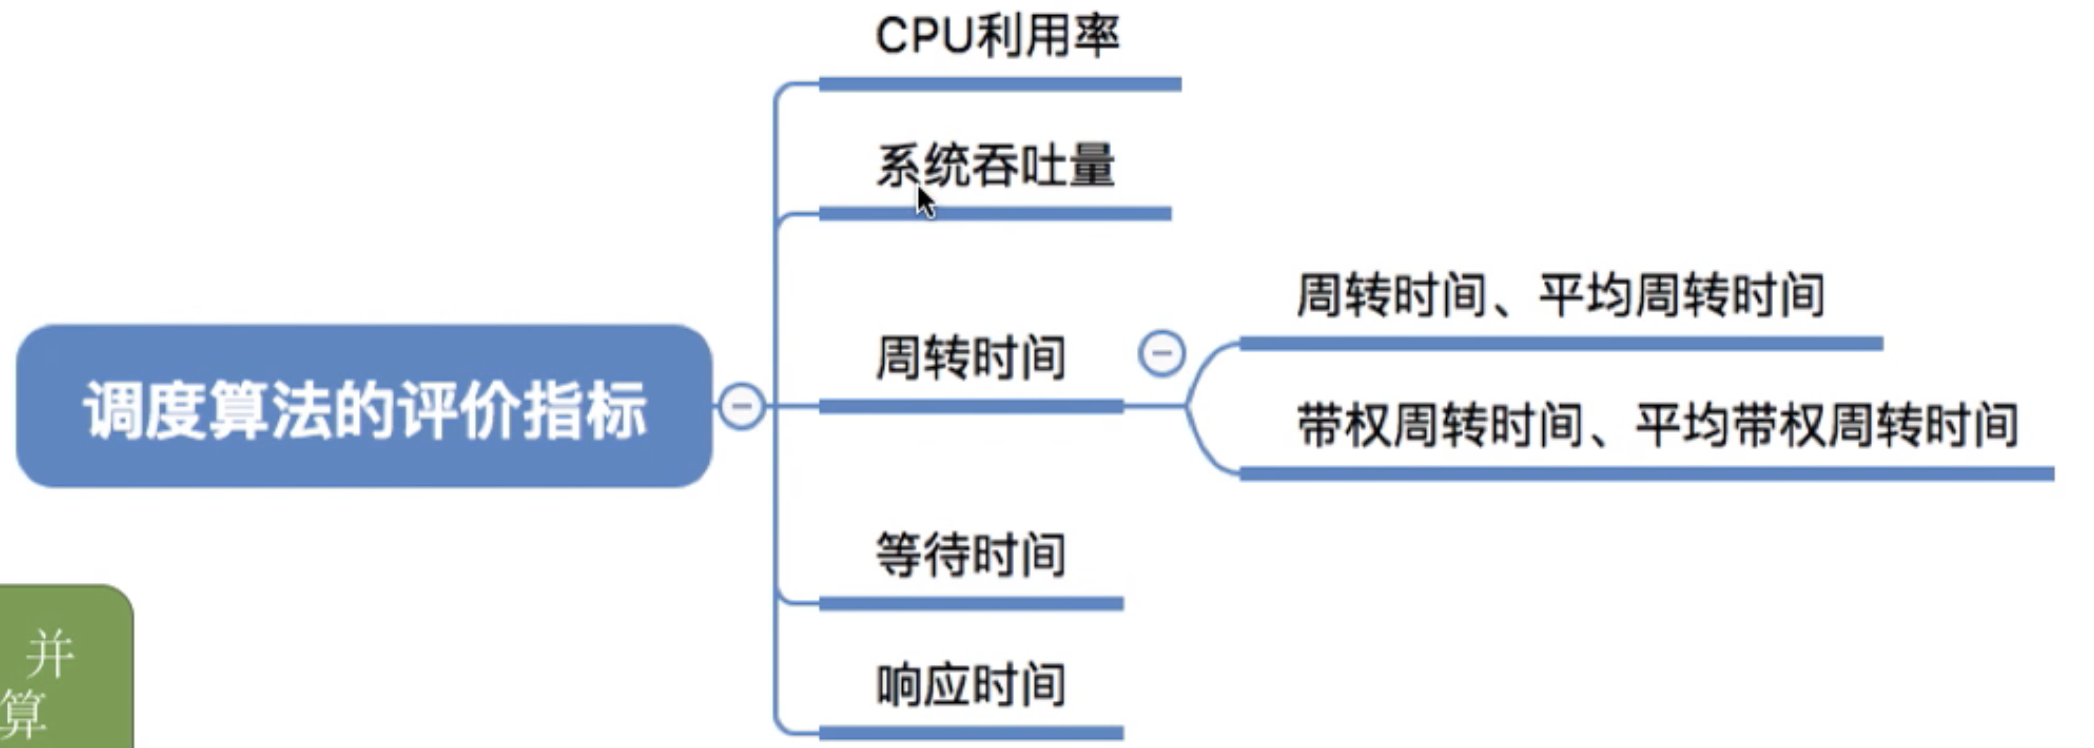 CPU利用率
系统吞吐量
周转时间、平均周转时间
周转时间
调度算法的评价指标
带权周转时间、平均带权周转时间
等待时间
响应时间
并
算